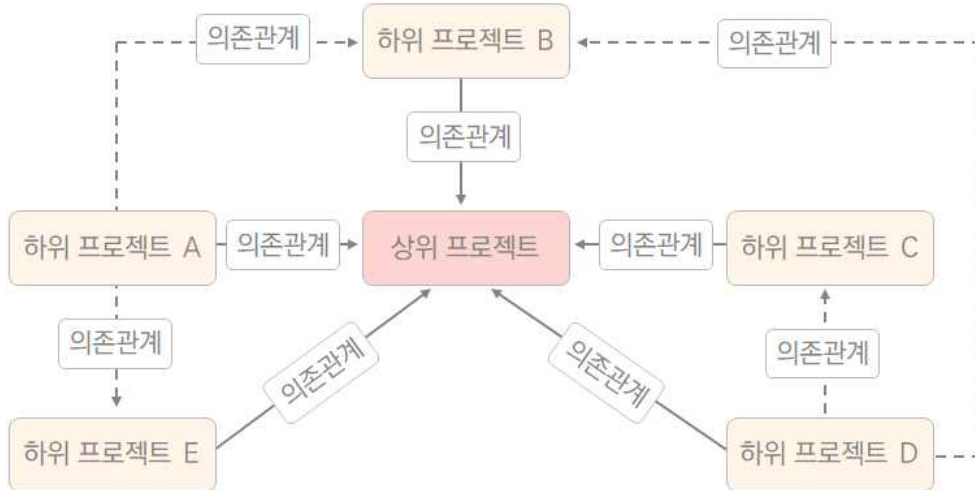 의존관계
하위 프로젝트 B
의존관계
의존관계
하위 프로젝트 A
의존관계
상위 프로젝트
의존관계
하위 프로젝트 C
의존관계
의존관계
의존관계
의존관계
하위 프로젝트 E
하위 프로젝트 D